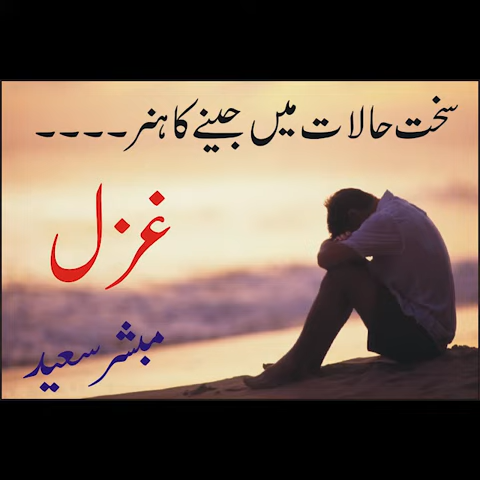 سخت حالات میں جینے کا ہنر ۔۔۔۔
غزل
مبشر سعید